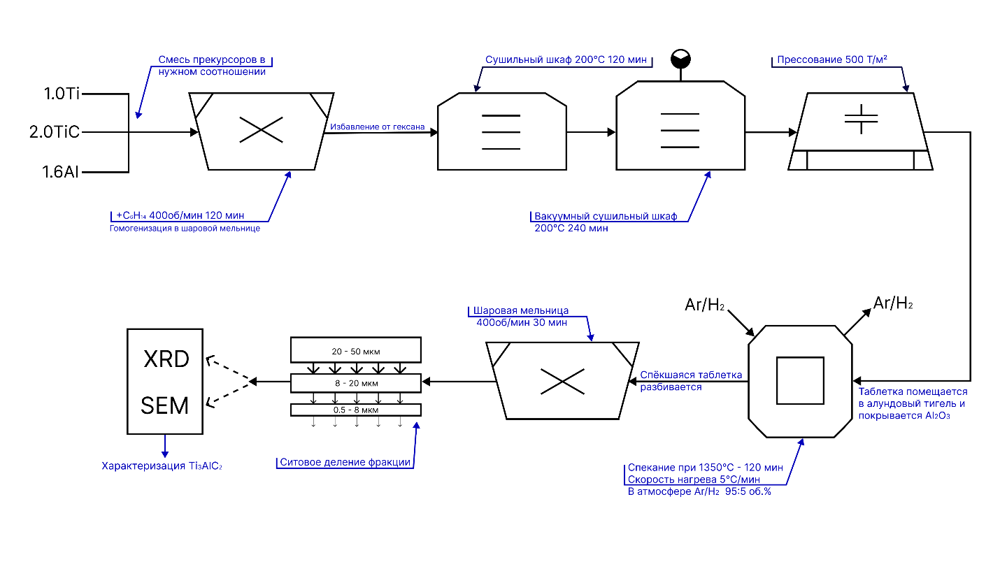 Смесь прекурсоров в
нужном соотношении
Сушильный шкаф 200°C 120 мин
Прессование 500 Т/м²
1.0Ti
2.0TiC
1.6Al
Избавление от гексана
+C₆H₁₄ 400об/мин 120 мин
Гомогенизация в шаровой мельнице
Вакуумный сушильный шкаф
200°C 240 мин
Ar/H₂
Ar/H₂
Шаровая мельница
400об/мин 30 мин
XRD
SEM
20 - 50 мкм
8 - 20 мкм
0.5 - 8 мкм
Спёкшаяся таблетка
разбивается
Таблетка помещается
в алундовый тигель и
покрывается Al₂O₃
Характеризация Ti₃AlC₂
Ситовое деление фракции
Спекание при 1350°C - 120 мин
Скорость нагрева 5°C/мин
В атмосфере Ar/H₂ 95:5 об.%